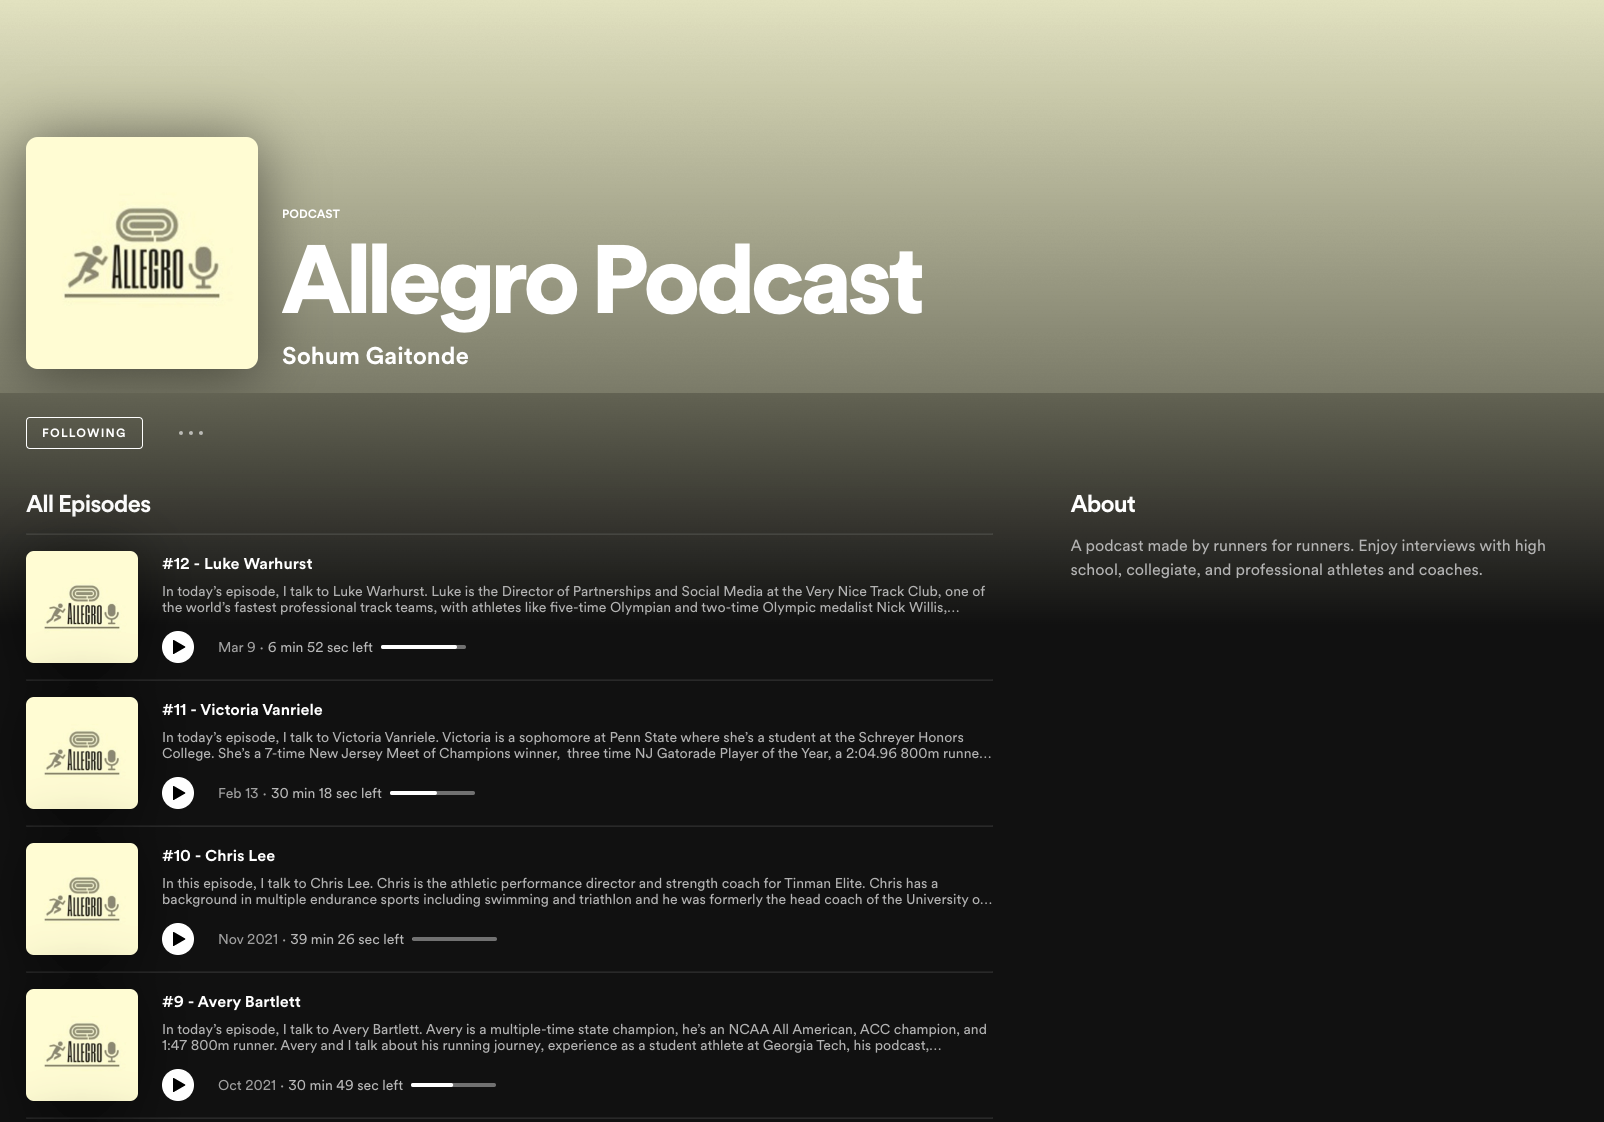 PODCAST
Allegro Podcast
Sohum Gaitonde
ALLEGRO
FOLLOWING
All Episodes
#12 - Luke Warhurst
In today’s episode, I talk to Luke Warhurst. Luke is the Director of Partnerships and Social Media at the Very Nice Track Club, one of
the world’s fastest professional track teams, with athletes like five-time Olympian and two-time Olympic medalist Nick Willis,...
Mar 9 · 6 min 52 sec left
ALLEGRO
#11 - Victoria Vanriele
In today’s episode, I talk to Victoria Vanriele. Victoria is a sophomore at Penn State where she’s a student at the Schreyer Honors
College. She’s a 7-time New Jersey Meet of Champions winner,  three time NJ Gatorade Player of the Year, a 2:04.96 800m runne...
Feb 13 · 30 min 18 sec left
ALLEGRO
#10 - Chris Lee
In this episode, I talk to Chris Lee. Chris is the athletic performance director and strength coach for Tinman Elite. Chris has a
background in multiple endurance sports including swimming and triathlon and he was formerly the head coach of the University o...
Nov 2021 · 39 min 26 sec left
ALLEGRO
#9 - Avery Bartlett
In today’s episode, I talk to Avery Bartlett. Avery is a multiple-time state champion, he’s an NCAA All American, ACC champion, and
1:47 800m runner. Avery and I talk about his running journey, experience as a student athlete at Georgia Tech, his podcast,...
Oct 2021 · 30 min 49 sec left
ALLEGRO
About
A podcast made by runners for runners. Enjoy interviews with high
school, collegiate, and professional athletes and coaches.